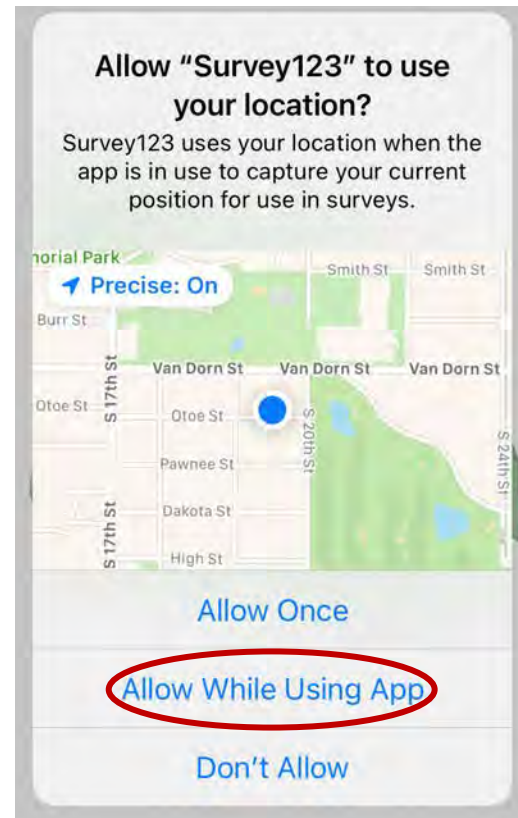 Allow “Survey123” to use
your location?
Survey123 uses your location when the
app is in use to capture your current
position for use in surveys.
norial Park
Precise: On
Smith St
Smith St
Burr St
S 17th St
Van Dorn St
Van Dorn St
Van Dorn St
Otoe St
Otoe St
S 20th St
S 24th St
Pawnee St
Dakota St
S 17th St
High St
Allow Once
Allow While Using App
Don’t Allow